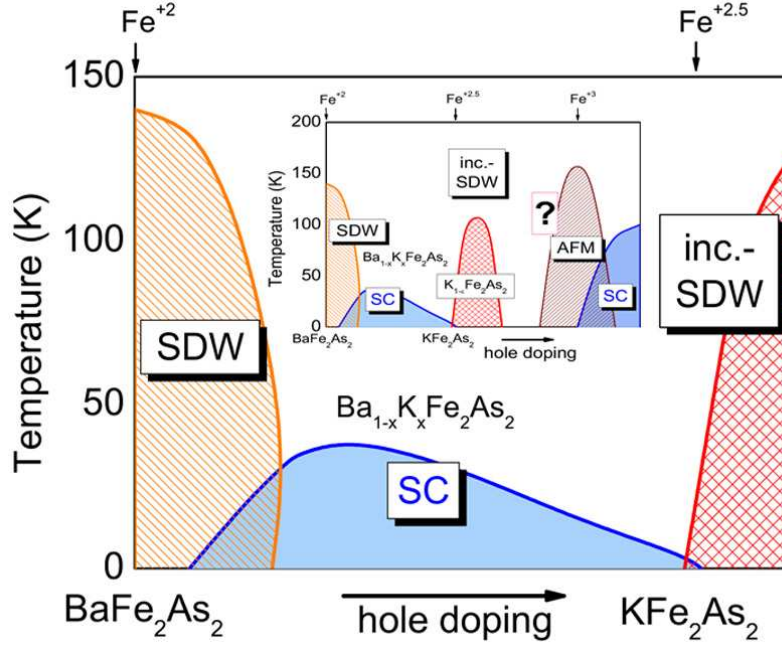 Fe⁺² Fe⁺²·⁵
150
100
50
0
Temperature (K)
SDW
SC
Ba₁₋ₓKₓFe₂As₂
inc.-
SDW
BaFe₂As₂ hole doping KFe₂As₂
Fe⁺² Fe⁺²·⁵ Fe⁺³
200
150
100
50
0
Temperature (K)
inc.-
SDW
?
SDW
AFM
Ba₁₋ₓKₓFe₂As₂
K₁₋ₓFe₂As₂
SC
SC
BaFe₂As₂ KFe₂As₂
hole doping